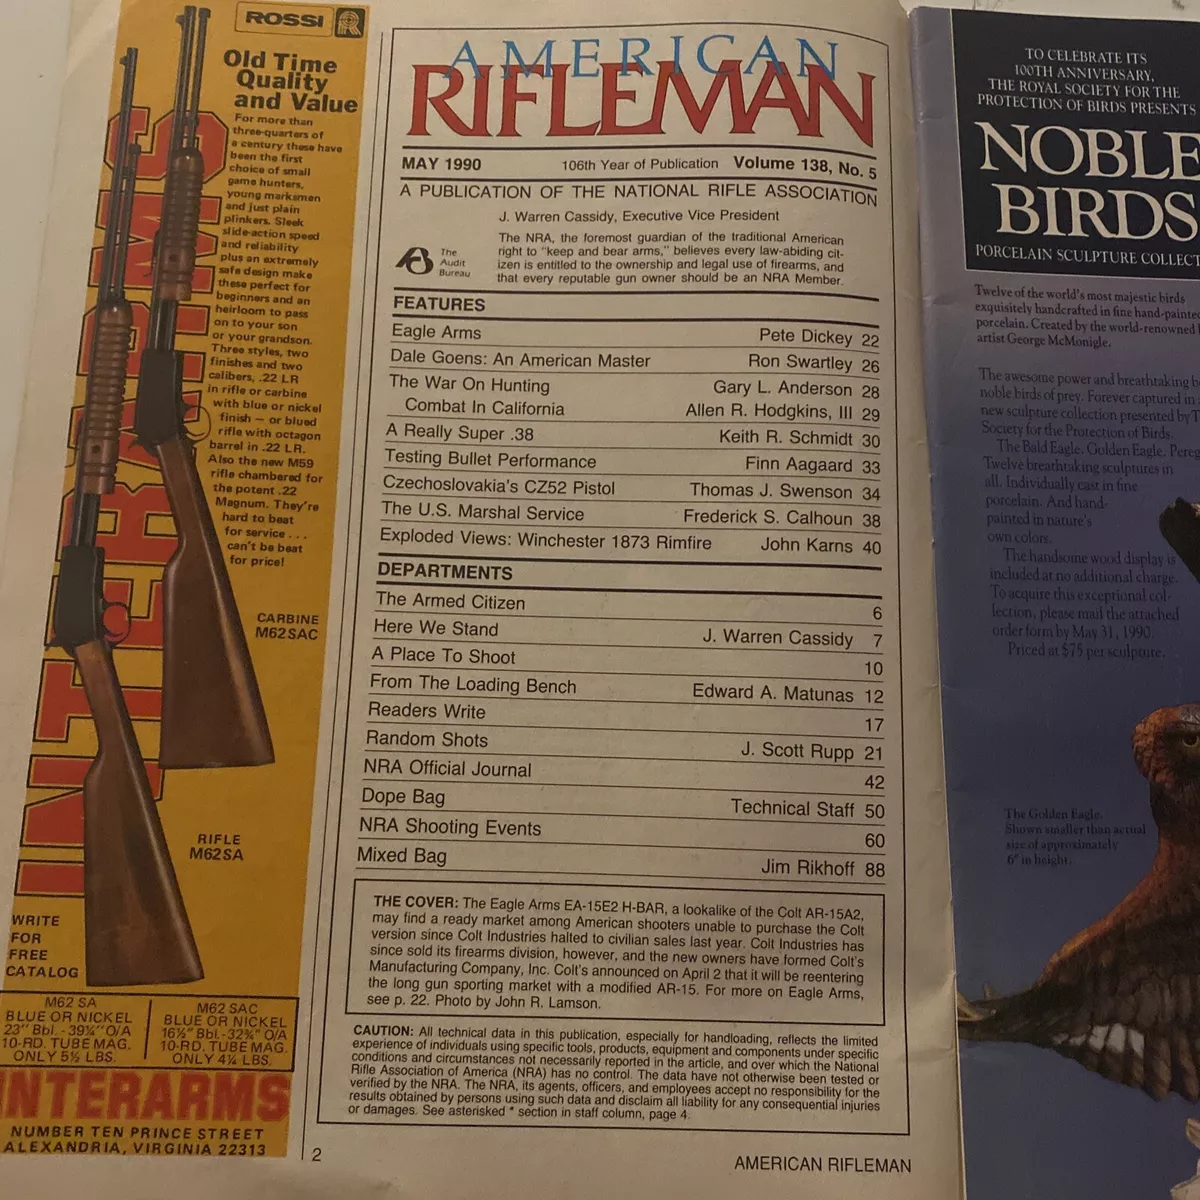 ROSSI
Old Time
Quality
and Value
For more than
three-quarters of
a century these have
been the first
choice of small
game hunters,
young marksmen
and just plain
plinkers. Sleek
slide-action speed
and reliability
plus an extremely
safe design make
these perfect for
beginners and an
heirloom to pass
on to your son
or your grandson.
Three styles, two
finishes and two
calibers, .22 LR
in rifle or carbine
with blue or nickel
finish — or blued
rifle with octagon
barrel in .22 LR.
Also the new M59
rifle chambered for
the potent .22
Magnum. They're
hard to beat
for service . . .
can't be beat
for price!
INTERARMS
CARBINE
M62SAC
RIFLE
M62SA
WRITE
FOR
FREE
CATALOG
M62 SA
BLUE OR NICKEL
23" Bbl. - 39¼" O/A
10-RD. TUBE MAG.
ONLY 5½ LBS.
M62 SAC
BLUE OR NICKEL
16½" Bbl. - 32¾" O/A
10-RD. TUBE MAG.
ONLY 4¼ LBS.
INTERARMS
NUMBER TEN PRINCE STREET
ALEXANDRIA, VIRGINIA 22313
AMERICAN
RIFLEMAN
MAY 1990 106th Year of Publication Volume 138, No. 5
A PUBLICATION OF THE NATIONAL RIFLE ASSOCIATION
J. Warren Cassidy, Executive Vice President
The
Audit
Bureau
The NRA, the foremost guardian of the traditional American
right to "keep and bear arms," believes every law-abiding cit-
izen is entitled to the ownership and legal use of firearms, and
that every reputable gun owner should be an NRA Member.
FEATURES
Eagle Arms Pete Dickey 22
Dale Goens: An American Master Ron Swartley 26
The War On Hunting Gary L. Anderson 28
Combat In California Allen R. Hodgkins, III 29
A Really Super .38 Keith R. Schmidt 30
Testing Bullet Performance Finn Aagaard 33
Czechoslovakia's CZ52 Pistol Thomas J. Swenson 34
The U.S. Marshal Service Frederick S. Calhoun 38
Exploded Views: Winchester 1873 Rimfire John Karns 40
DEPARTMENTS
The Armed Citizen 6
Here We Stand J. Warren Cassidy 7
A Place To Shoot 10
From The Loading Bench Edward A. Matunas 12
Readers Write 17
Random Shots J. Scott Rupp 21
NRA Official Journal 42
Dope Bag Technical Staff 50
NRA Shooting Events 60
Mixed Bag Jim Rikhoff 88
THE COVER: The Eagle Arms EA-15E2 H-BAR, a lookalike of the Colt AR-15A2,
may find a ready market among American shooters unable to purchase the Colt
version since Colt Industries halted to civilian sales last year. Colt Industries has
since sold its firearms division, however, and the new owners have formed Colt's
Manufacturing Company, Inc. Colt's announced on April 2 that it will be reentering
the long gun sporting market with a modified AR-15. For more on Eagle Arms,
see p. 22. Photo by John R. Lamson.
CAUTION: All technical data in this publication, especially for handloading, reflects the limited
experience of individuals using specific tools, products, equipment and components under specific
conditions and circumstances not necessarily reported in the article, and over which the National
Rifle Association of America (NRA) has no control. The data have not otherwise been tested or
verified by the NRA. The NRA, its agents, officers, and employees accept no responsibility for the
results obtained by persons using such data and disclaim all liability for any consequential injuries
or damages. See asterisked * section in staff column, page 4.
2
AMERICAN RIFLEMAN
TO CELEBRATE ITS
100TH ANNIVERSARY,
THE ROYAL SOCIETY FOR THE
PROTECTION OF BIRDS PRESENTS
NOBLE
BIRDS
PORCELAIN SCULPTURE COLLECT
Twelve of the world's most majestic birds
exquisitely handcrafted in fine hand-painted
porcelain. Created by the world-renowned
artist George McMonigle.
The awesome power and breathtaking
noble birds of prey. Forever captured in
new sculpture collection presented by
Society for the Protection of Birds.
The Bald Eagle. Golden Eagle. Pereg
Twelve breathtaking sculptures in
all. Individually cast in fine
porcelain. And hand-
painted in nature's
own colors.
The handsome wood display is
included at no additional charge.
To acquire this exceptional col-
lection, please mail the attached
order form by May 31, 1990.
Priced at $75 per sculpture.
The Golden Eagle.
Shown smaller than actual
size of approximately
6" in height.